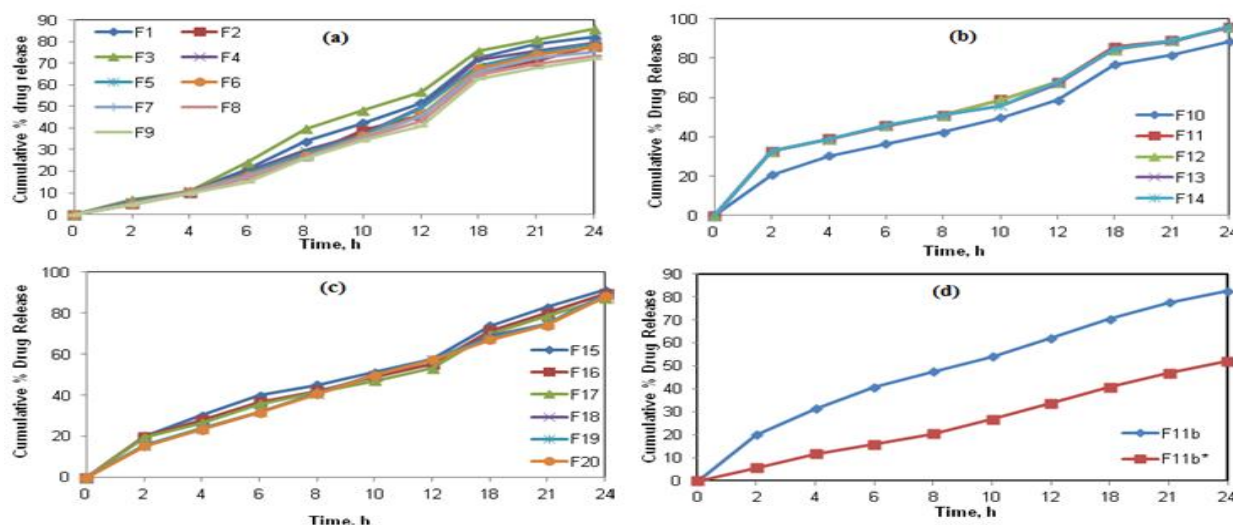 (a)
Cumulative % drug release
90
80
70
60
50
40
30
20
10
0
F1 F2
F3 F4
F5 F6
F7 F8
F9
0 2 4 6 8 10 12 18 21 24
Time, h
(b)
Cumulative % Drug Release
100
80
60
40
20
0
F10
F11
F12
F13
F14
0 2 4 6 8 10 12 18 21 24
Time, h
(c)
Cumulative % Drug Release
100
80
60
40
20
0
F15
F16
F17
F18
F19
F20
0 2 4 6 8 10 12 18 21 24
Time, h
(d)
Cumulative % Drug Release
90
80
70
60
50
40
30
20
10
0
F11b
F11b*
0 2 4 6 8 10 12 18 21 24
Time, h